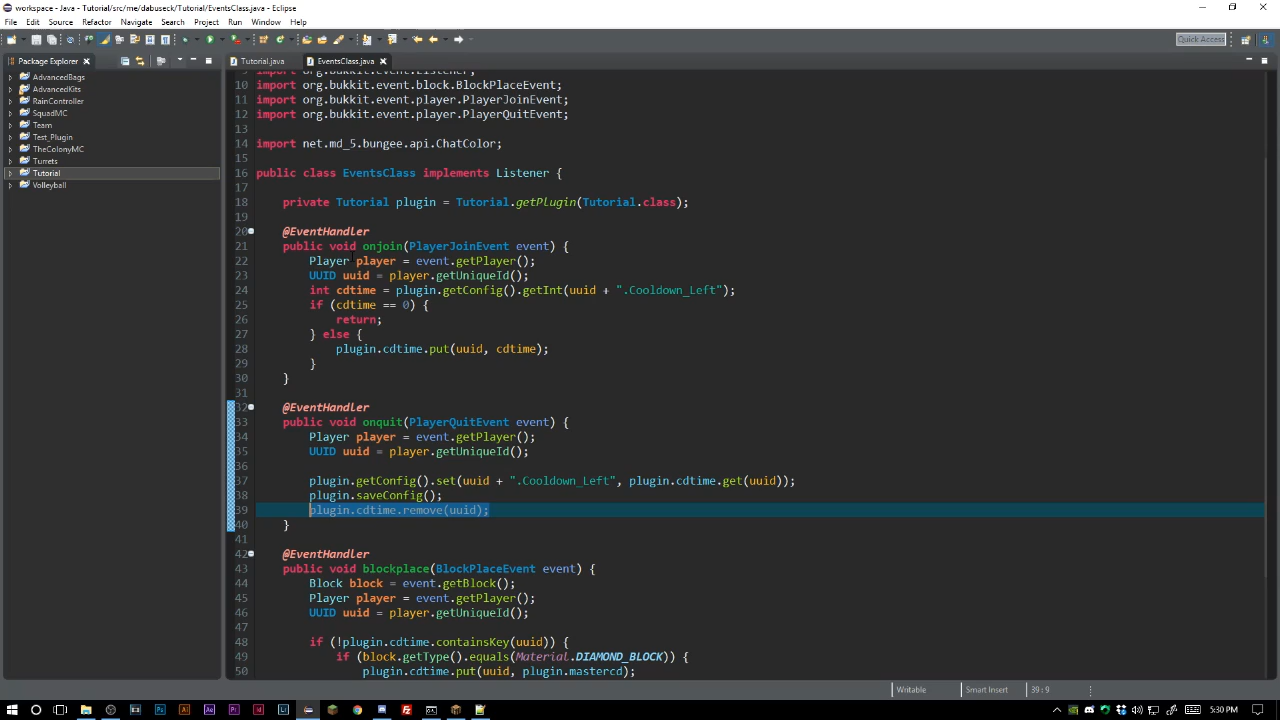 workspace - Java - Tutorial/src/me/dabuseck/EventsClass.java - Eclipse
File Edit Source Refactor Navigate Search Project Run Window Help
Quick Access
Package Explorer
Tutorial.java
EventsClass.java
AdvancedBags
AdvancedKits
RainController
SquadMC
Team
Test_Plugin
TheColonyMC
Turrets
Tutorial
Volleyball
9 import org.bukkit.event.Listener;
10 import org.bukkit.event.block.BlockPlaceEvent;
11 import org.bukkit.event.player.PlayerJoinEvent;
12 import org.bukkit.event.player.PlayerQuitEvent;
13
14 import net.md_5.bungee.api.ChatColor;
15
16 public class EventsClass implements Listener {
17
18 private Tutorial plugin = Tutorial.getPlugin(Tutorial.class);
19
20 @EventHandler
21 public void onjoin(PlayerJoinEvent event) {
22 Player player = event.getPlayer();
23 UUID uuid = player.getUniqueId();
24 int cdtime = plugin.getConfig().getInt(uuid + ".Cooldown_Left");
25 if (cdtime == 0) {
26 return;
27 } else {
28 plugin.cdtime.put(uuid, cdtime);
29 }
30 }
31
32 @EventHandler
33 public void onquit(PlayerQuitEvent event) {
34 Player player = event.getPlayer();
35 UUID uuid = player.getUniqueId();
36
37 plugin.getConfig().set(uuid + ".Cooldown_Left", plugin.cdtime.get(uuid));
38 plugin.saveConfig();
39 plugin.cdtime.remove(uuid);
40 }
41
42 @EventHandler
43 public void blockplace(BlockPlaceEvent event) {
44 Block block = event.getBlock();
45 Player player = event.getPlayer();
46 UUID uuid = player.getUniqueId();
47
48 if (!plugin.cdtime.containsKey(uuid)) {
49 if (block.getType().equals(Material.DIAMOND_BLOCK)) {
50 plugin.cdtime.put(uuid, plugin.mastercd);
Writable Smart Insert 39 : 9
5:30 PM